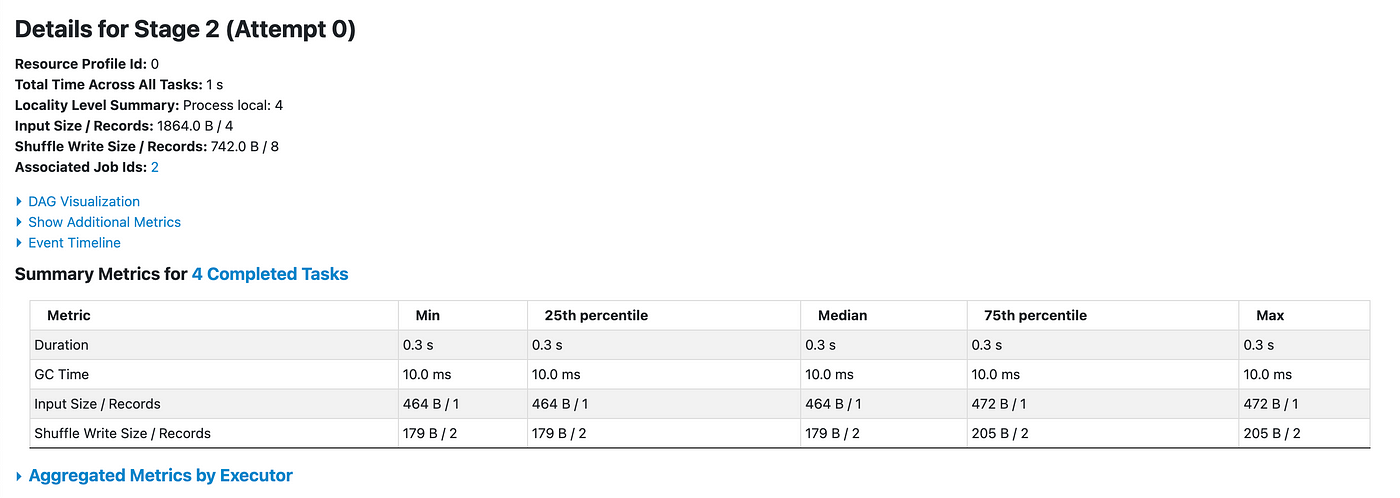 Details for Stage 2 (Attempt 0)
Resource Profile Id: 0
Total Time Across All Tasks: 1 s
Locality Level Summary: Process local: 4
Input Size / Records: 1864.0 B / 4
Shuffle Write Size / Records: 742.0 B / 8
Associated Job Ids: 2
DAG Visualization
Show Additional Metrics
Event Timeline
Summary Metrics for 4 Completed Tasks
Metric Min 25th percentile Median 75th percentile Max
Duration 0.3 s 0.3 s 0.3 s 0.3 s 0.3 s
GC Time 10.0 ms 10.0 ms 10.0 ms 10.0 ms 10.0 ms
Input Size / Records 464 B / 1 464 B / 1 464 B / 1 472 B / 1 472 B / 1
Shuffle Write Size / Records 179 B / 2 179 B / 2 179 B / 2 205 B / 2 205 B / 2
Aggregated Metrics by Executor